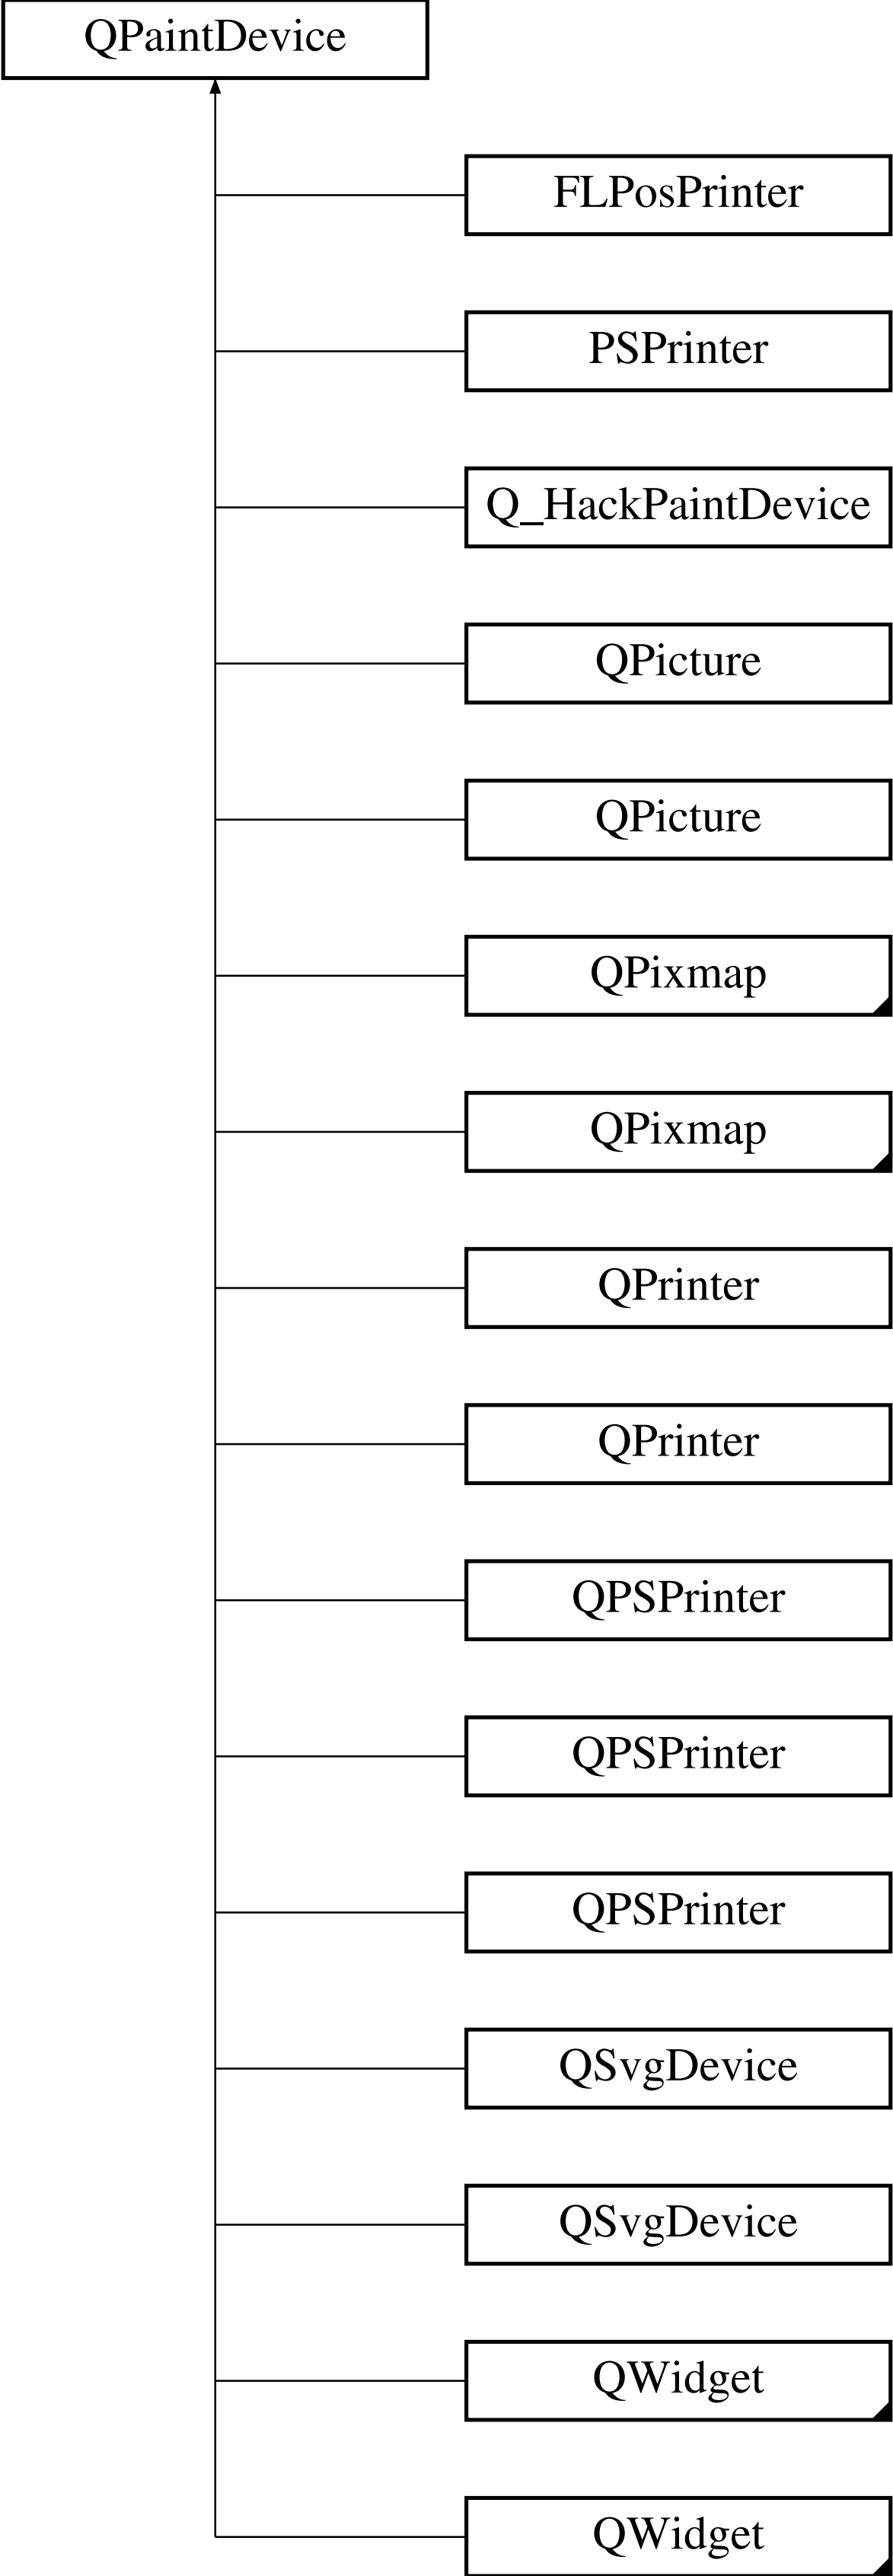 QPaintDevice
FLPosPrinter
PSPrinter
Q_HackPaintDevice
QPicture
QPicture
QPixmap
QPixmap
QPrinter
QPrinter
QPSPrinter
QPSPrinter
QPSPrinter
QSvgDevice
QSvgDevice
QWidget
QWidget